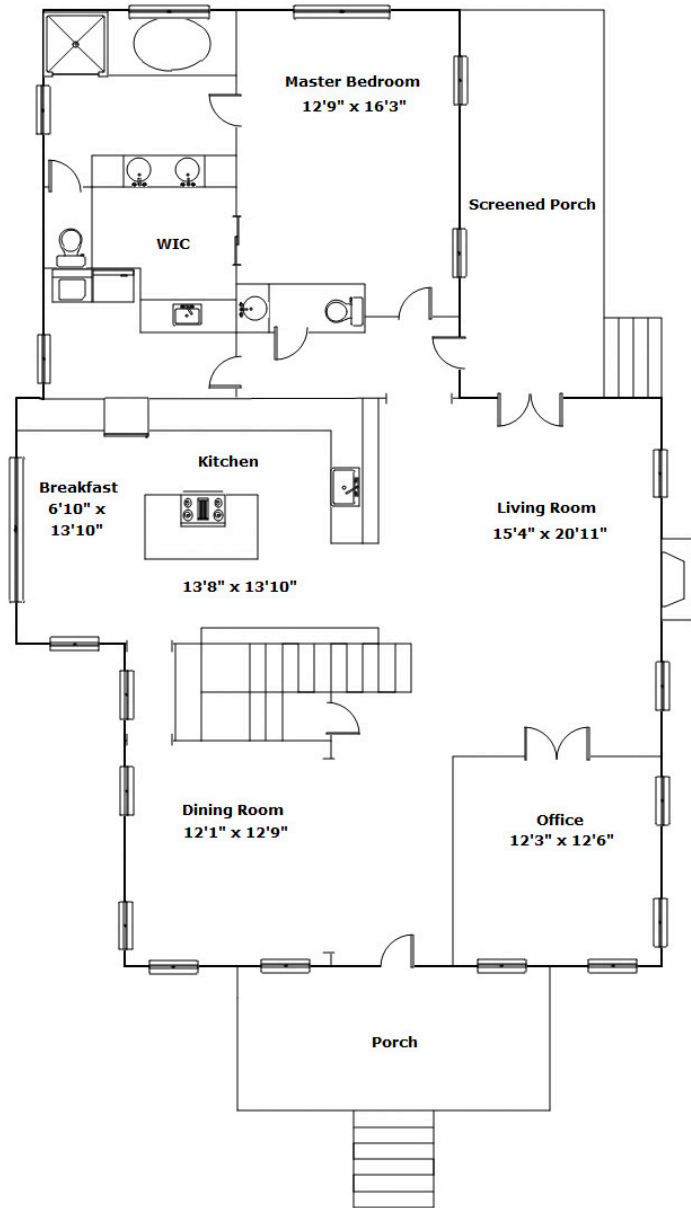 Master Bedroom
12'9" x 16'3"
Screened Porch
WIC
Kitchen
Breakfast
6'10" x
13'10"
Living Room
15'4" x 20'11"
13'8" x 13'10"
Dining Room
12'1" x 12'9"
Office
12'3" x 12'6"
Porch